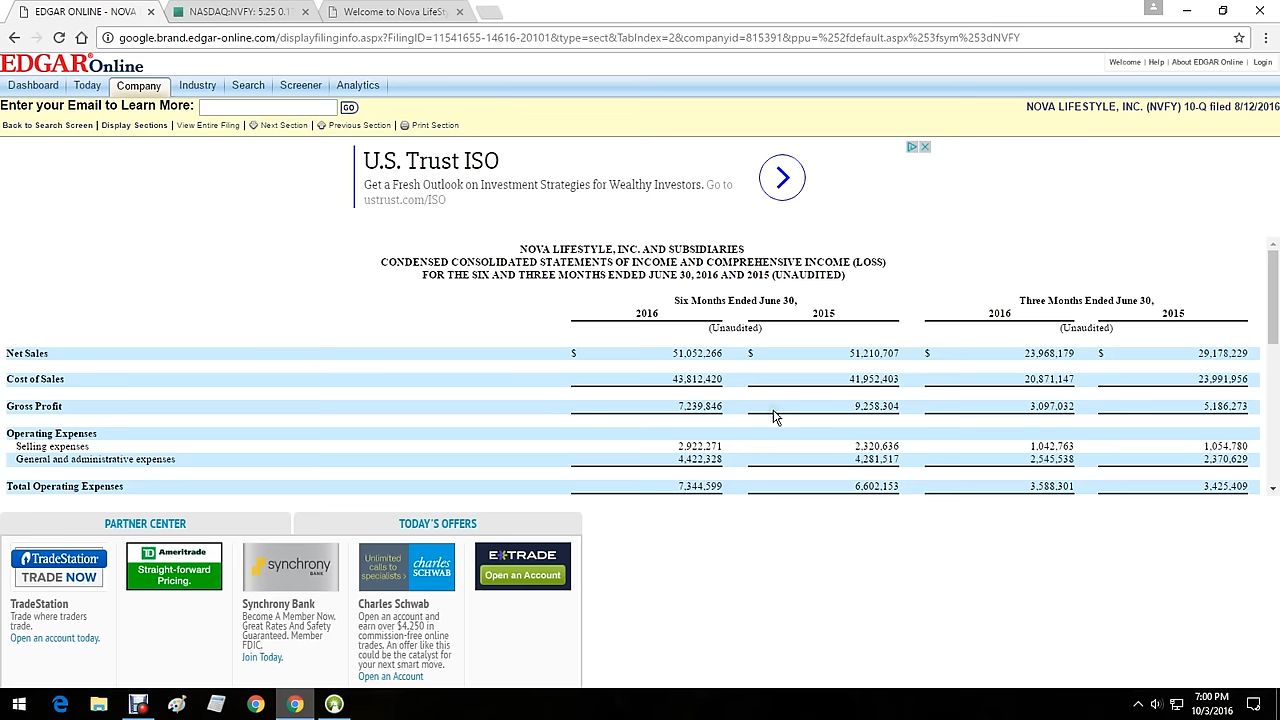 EDGAR ONLINE - NOVA
NASDAQ:NVFY: 5.25 0.1
Welcome to Nova LifeSt
google.brand.edgar-online.com/displayfilinginfo.aspx?FilingID=11541655-14616-20101&type=sect&TabIndex=2&companyid=815391&ppu=%252fdefault.aspx%253fsym%253dNVFY
EDGAR®Online
Welcome | Help | About EDGAR Online | Login
Dashboard | Today | Company | Industry | Search | Screener | Analytics
Enter your Email to Learn More: GO
NOVA LIFESTYLE, INC. (NVFY) 10-Q filed 8/12/2016
Back to Search Screen | Display Sections | View Entire Filing | Next Section | Previous Section | Print Section
U.S. Trust ISO
Get a Fresh Outlook on Investment Strategies for Wealthy Investors. Go to
ustrust.com/ISO
NOVA LIFESTYLE, INC. AND SUBSIDIARIES
CONDENSED CONSOLIDATED STATEMENTS OF INCOME AND COMPREHENSIVE INCOME (LOSS)
FOR THE SIX AND THREE MONTHS ENDED JUNE 30, 2016 AND 2015 (UNAUDITED)
Six Months Ended June 30, Three Months Ended June 30,
2016 2015 2016 2015
(Unaudited) (Unaudited)
Net Sales $ 51,052,266 $ 51,210,707 $ 23,968,179 $ 29,178,229
Cost of Sales 43,812,420 41,952,403 20,871,147 23,991,956
Gross Profit 7,239,846 9,258,304 3,097,032 5,186,273
Operating Expenses
Selling expenses 2,922,271 2,320,636 1,042,763 1,054,780
General and administrative expenses 4,422,328 4,281,517 2,545,538 2,370,629
Total Operating Expenses 7,344,599 6,602,153 3,588,301 3,425,409
PARTNER CENTER
TODAY'S OFFERS
TradeStation
TRADE NOW
TradeStation
Trade where traders
trade.
Open an account today.
TD Ameritrade
Straight-forward
Pricing.
synchrony
BANK
Synchrony Bank
Become A Member Now.
Great Rates And Safety
Guaranteed. Member
FDIC.
Join Today.
Unlimited
calls to
specialists>
charles
SCHWAB
Charles Schwab
Open an account and
earn over $4,250 in
commission-free online
trades. An offer like this
could be the catalyst for
your next smart move.
Open an Account
E*TRADE
Open an Account
7:00 PM
10/3/2016